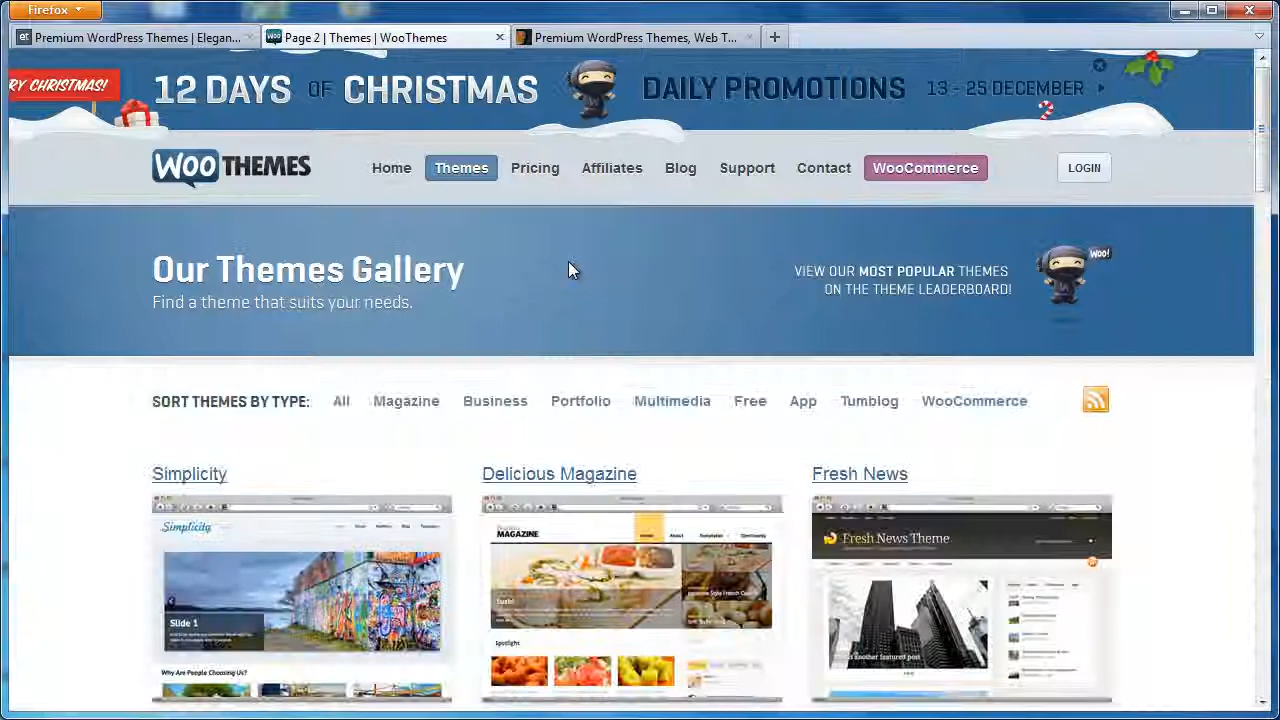 Firefox
Premium WordPress Themes | Elegan...
Page 2 | Themes | WooThemes
Premium WordPress Themes, Web T...
RY CHRISTMAS!
12 DAYS OF CHRISTMAS
DAILY PROMOTIONS
13 - 25 DECEMBER
WOOTHEMES
Home
Themes
Pricing
Affiliates
Blog
Support
Contact
WooCommerce
LOGIN
Our Themes Gallery
Find a theme that suits your needs.
VIEW OUR MOST POPULAR THEMES
ON THE THEME LEADERBOARD!
WOO!
SORT THEMES BY TYPE:
All
Magazine
Business
Portfolio
Multimedia
Free
App
Tumblog
WooCommerce
Simplicity
Delicious Magazine
Fresh News
Simplicity
Slide 1
Why Are People Choosing Us?
MAGAZINE
Sushi
Spotlight
Fresh News Theme